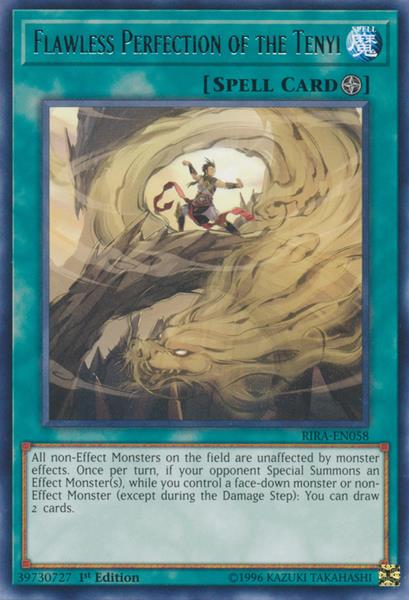 FLAWLESS PERFECTION OF THE TENYI
SPELL
魔
[SPELL CARD]
RIRA-EN058
All non-Effect Monsters on the field are unaffected by monster
effects. Once per turn, if your opponent Special Summons an
Effect Monster(s), while you control a face-down monster or non-
Effect Monster (except during the Damage Step): You can draw
2 cards.
39730727 1st Edition ©1996 KAZUKI TAKAHASHI